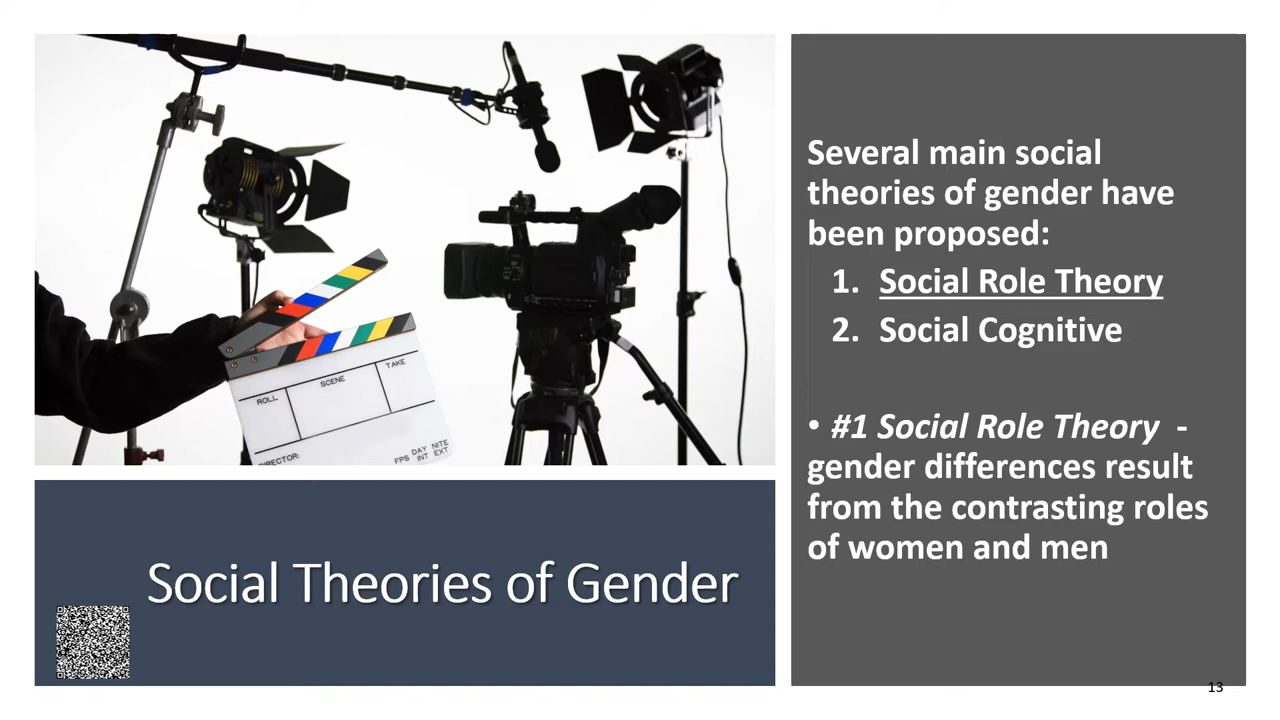 Several main social
theories of gender have
been proposed:
1. Social Role Theory
2. Social Cognitive
• #1 Social Role Theory -
gender differences result
from the contrasting roles
of women and men
ROLL
SCENE
TAKE
DIRECTOR:
FPS DAY NITE
INT EXT
Social Theories of Gender
13